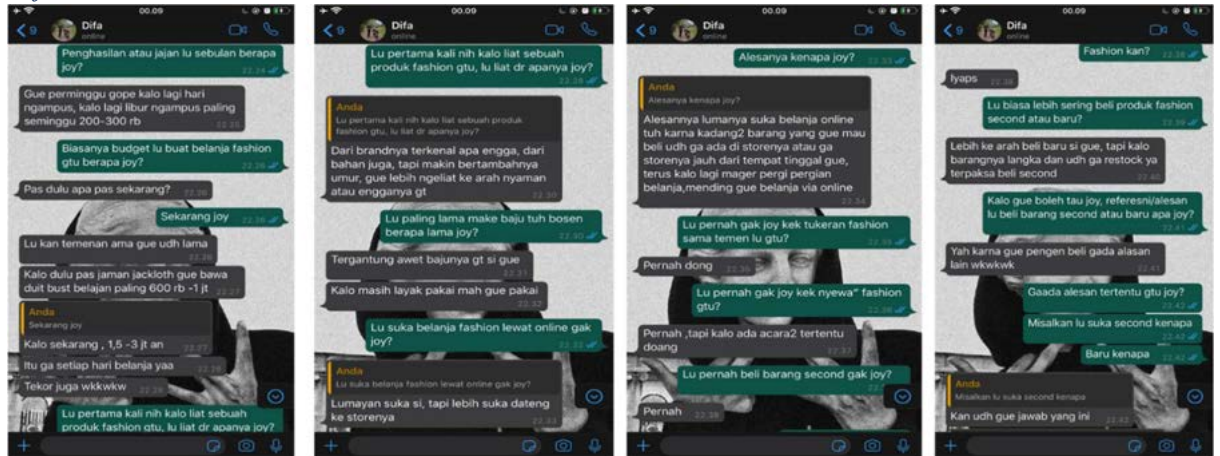 00.09
9
Difa
online
Penghasilan atau jajan lu sebulan berapa
joy?
22.24
Gue perminggu gope kalo lagi hari
ngampus, kalo lagi libur ngampus paling
seminggu 200-300 rb
22.25
Biasanya budget lu buat belanja fashion
gtu berapa joy?
22.26
Pas dulu apa pas sekarang?
22.26
Sekarang joy
22.26
Lu kan temenan ama gue udh lama
22.26
Kalo dulu pas jaman jackloth gue bawa
duit bust belajan paling 600 rb -1 jt
22.27
Anda
Sekarang joy
Kalo sekarang , 1,5 -3 jt an
22.27
Itu ga setiap hari belanja yaa
22.28
Tekor juga wkkwkw
22.28
Lu pertama kali nih kalo liat sebuah
produk fashion gtu, lu liat dr apanya joy?
00.09
9
Difa
online
Lu pertama kali nih kalo liat sebuah
produk fashion gtu, lu liat dr apanya joy?
22.28
Anda
Lu pertama kali nih kalo liat sebuah produk
fashion gtu, lu liat dr apanya joy?
Dari brandnya terkenal apa engga, dari
bahan juga, tapi makin bertambahnya
umur, gue lebih ngeliat ke arah nyaman
atau engganya gt
22.30
Lu paling lama make baju tuh bosen
berapa lama joy?
22.30
Tergantung awet bajunya gt si gue
22.31
Kalo masih layak pakai mah gue pakai
22.32
Lu suka belanja fashion lewat online gak
joy?
22.32
Anda
Lu suka belanja fashion lewat online gak joy?
Lumayan suka si, tapi lebih suka dateng
ke storenya
22.33
00.09
9
Difa
online
Alesanya kenapa joy?
22.33
Anda
Alesanya kenapa joy?
Alesannya lumanya suka belanja online
tuh karna kadang2 barang yang gue mau
beli udh ga ada di storenya atau ga
storenya jauh dari tempat tinggal gue,
terus kalo lagi mager pergi pergian
belanja,mending gue belanja via online
22.34
Lu pernah gak joy kek tukeran fashion
sama temen lu gtu?
22.35
Pernah dong
22.35
Lu pernah gak joy kek nyewa" fashion
gtu?
22.36
Pernah ,tapi kalo ada acara2 tertentu
doang
22.37
Lu pernah beli barang second gak joy?
Pernah
22.38
00.09
9
Difa
online
Fashion kan?
22.38
Iyaps
22.38
Lu biasa lebih sering beli produk fashion
second atau baru?
22.39
Lebih ke arah beli baru si gue, tapi kalo
barangnya langka dan udh ga restock ya
terpaksa beli second
22.40
Kalo gue boleh tau joy, referesni/alesan
lu beli barang second atau baru apa joy?
22.41
Yah karna gue pengen beli gada alasan
lain wkwkwk
22.41
Gaada alesan tertentu gtu joy?
22.42
Misalkan lu suka second kenapa
22.42
Baru kenapa
22.42
Anda
Misalkan lu suka second kenapa
Kan udh gue jawab yang ini
22.42